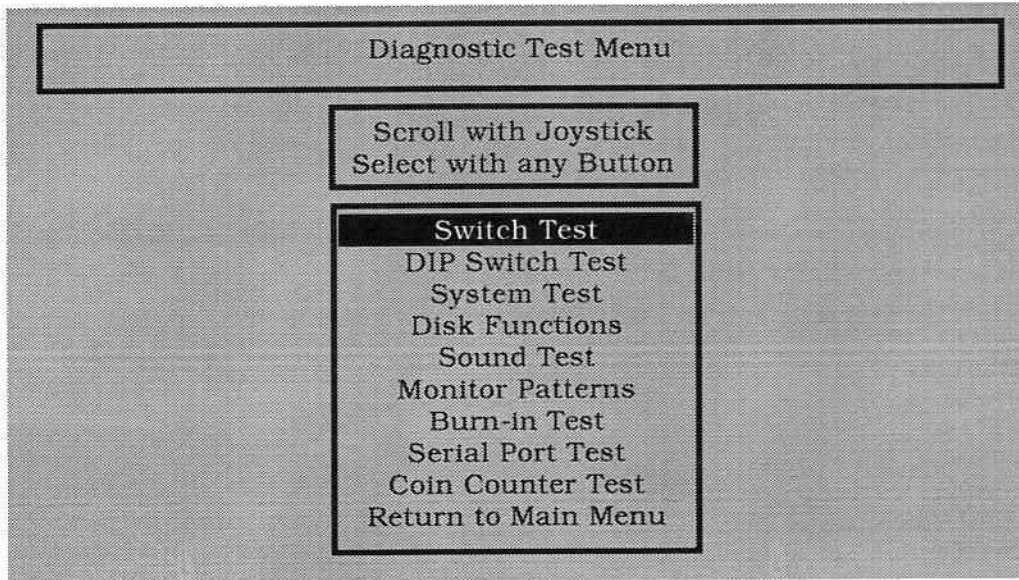 Diagnostic Test Menu
Scroll with Joystick
Select with any Button
Switch Test
DIP Switch Test
System Test
Disk Functions
Sound Test
Monitor Patterns
Burn-in Test
Serial Port Test
Coin Counter Test
Return to Main Menu